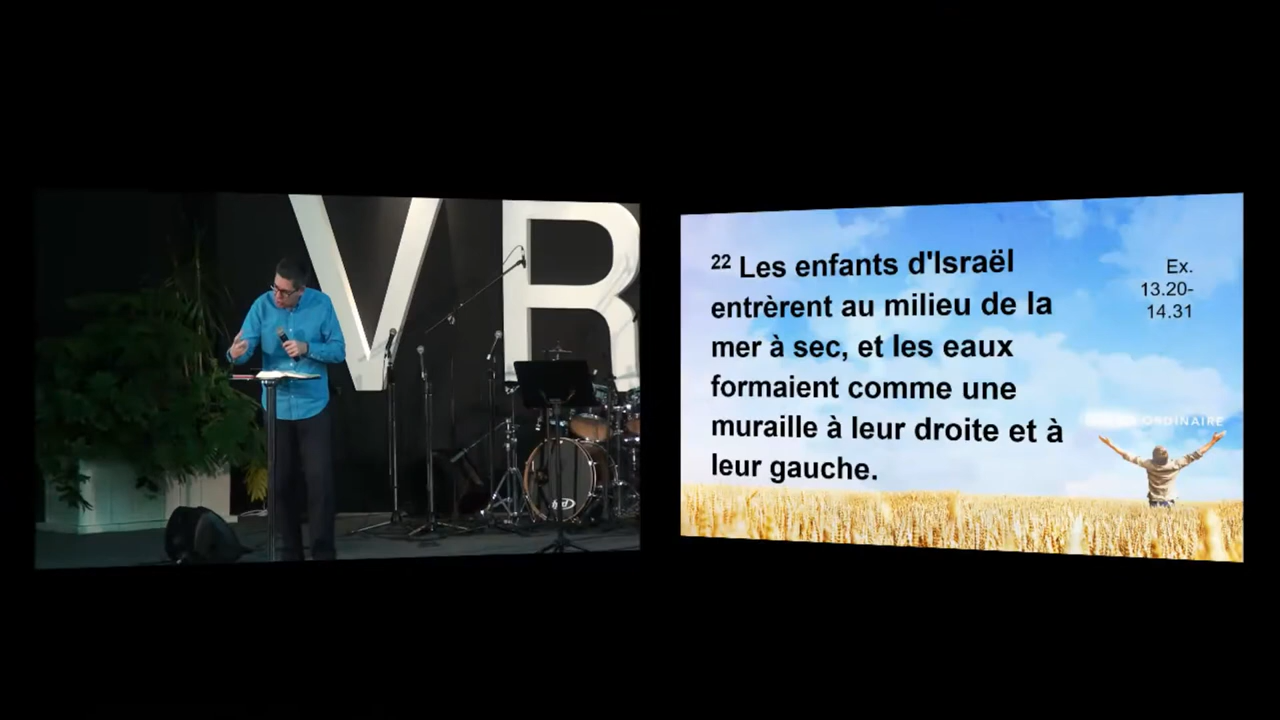 VR
22 Les enfants d'Israël
entrèrent au milieu de la
mer à sec, et les eaux
formaient comme une
muraille à leur droite et à
leur gauche.
Ex.
13.20-
14.31
ORDINAIRE